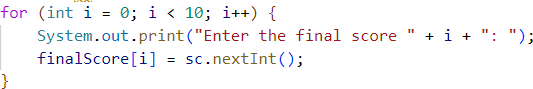 for (int i = 0; i < 10; i++) {
    System.out.print("Enter the final score " + i + ": ");
    finalScore[i] = sc.nextInt();
}